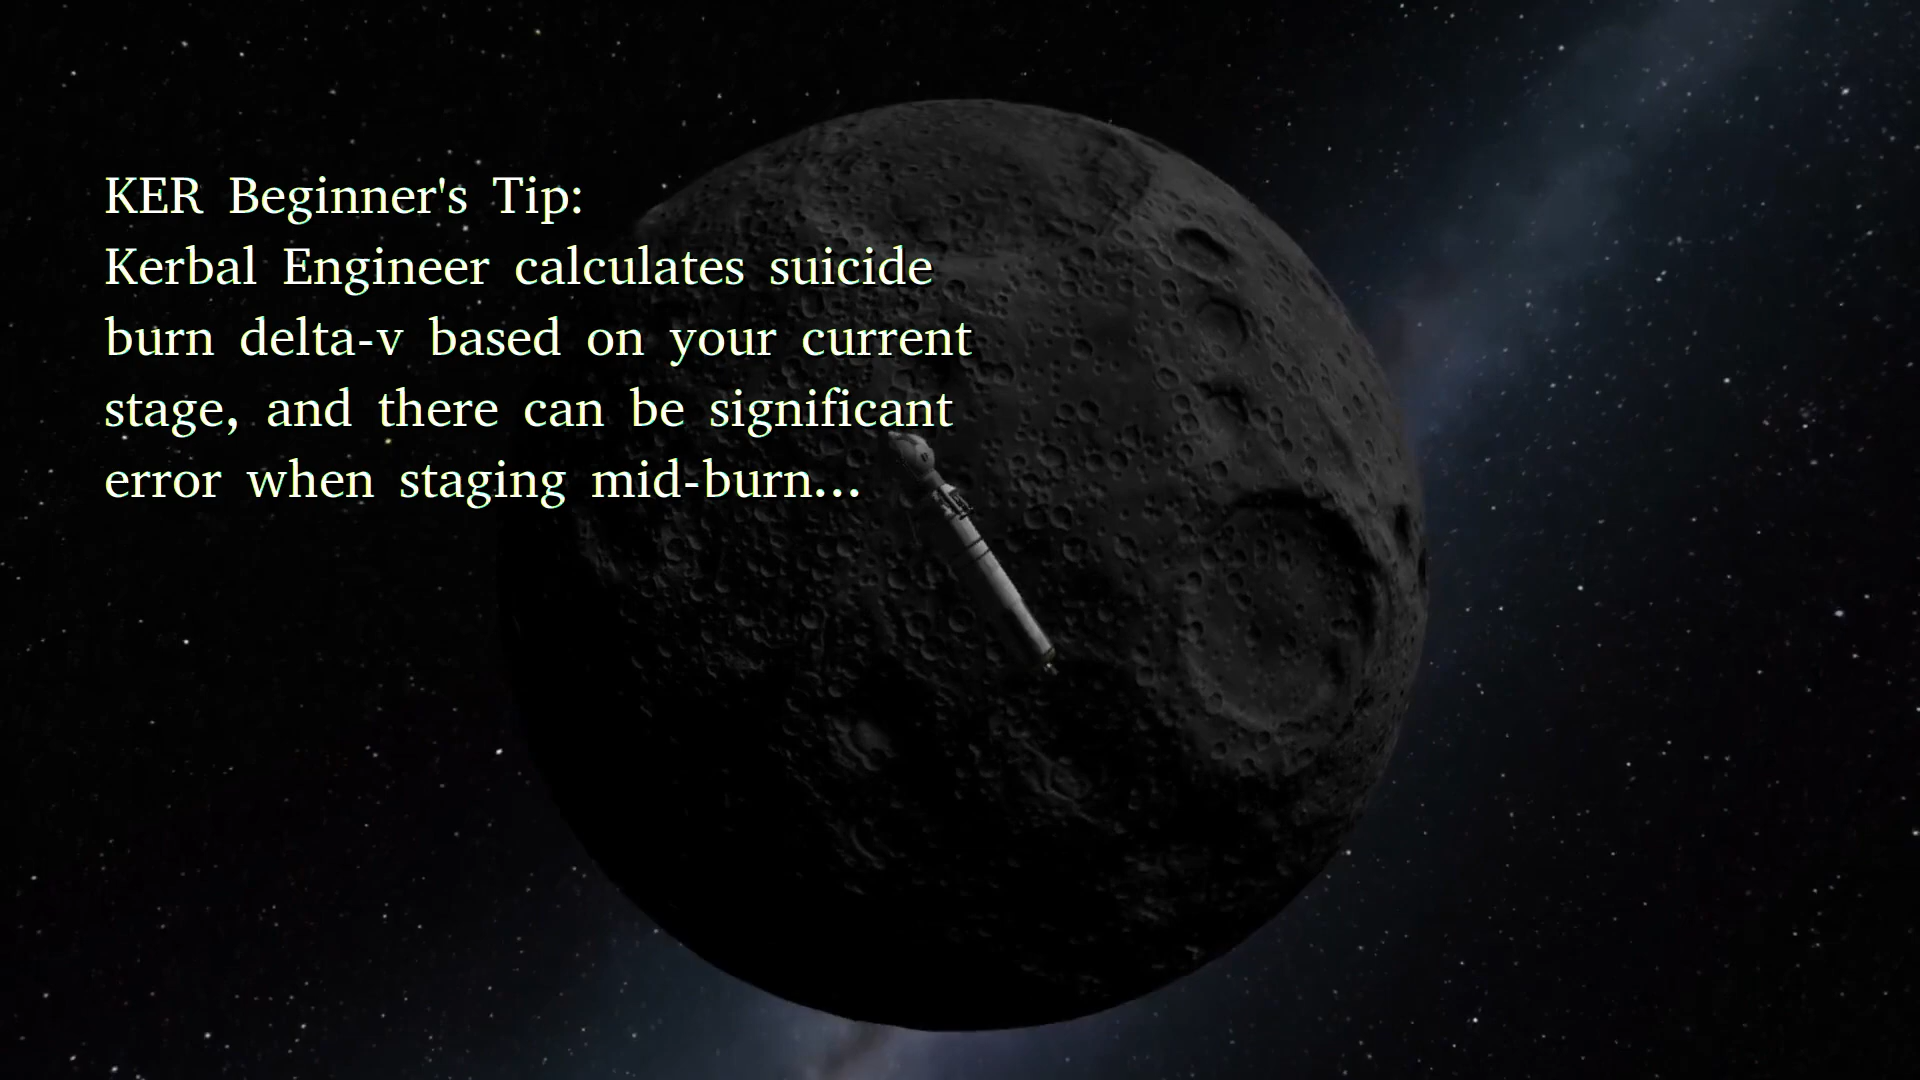 KER Beginner's Tip:
Kerbal Engineer calculates suicide
burn delta-v based on your current
stage, and there can be significant
error when staging mid-burn...